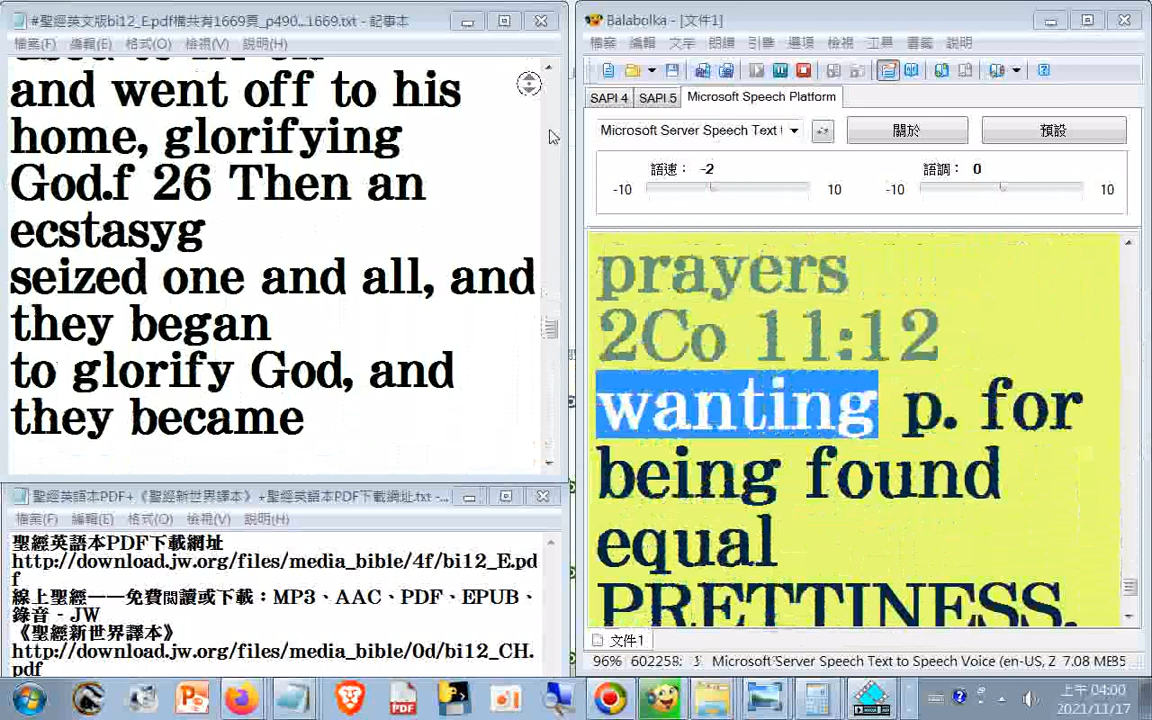 #聖經英文版bi12_E.pdf檔共有1669頁_p490...1669.txt - 記事本
檔案(F) 編輯(E) 格式(O) 檢視(V) 說明(H)
and went off to his
home, glorifying
God.f 26 Then an
ecstasyg
seized one and all, and
they began
to glorify God, and
they became
聖經英語本PDF+《聖經新世界譯本》+聖經英語本PDF下載網址.txt -...
檔案(F) 編輯(E) 格式(O) 檢視(V) 說明(H)
聖經英語本PDF下載網址
http://download.jw.org/files/media_bible/4f/bi12_E.pd
f
線上聖經——免費閱讀或下載：MP3、AAC、PDF、EPUB、
錄音 - JW
《聖經新世界譯本》
http://download.jw.org/files/media_bible/0d/bi12_CH.
pdf
Balabolka - [文件1]
檔案 編輯 文字 朗讀 引擎 選項 檢視 工具 書籤 說明
SAPI 4 SAPI 5 Microsoft Speech Platform
Microsoft Server Speech Text 關於 預設
語速： -2 語調： 0
-10 10 -10 10
prayers
2Co 11:12
wanting p. for
being found
equal
PRETTINESS.
文件1
96% 602258: Microsoft Server Speech Text to Speech Voice (en-US, Z 7.08 MB
上午 04:00
2021/11/17